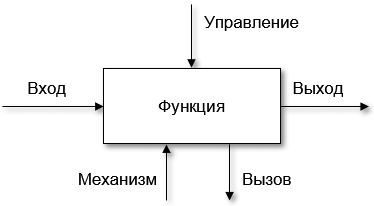 Управление
Вход
Функция
Выход
Механизм
Вызов